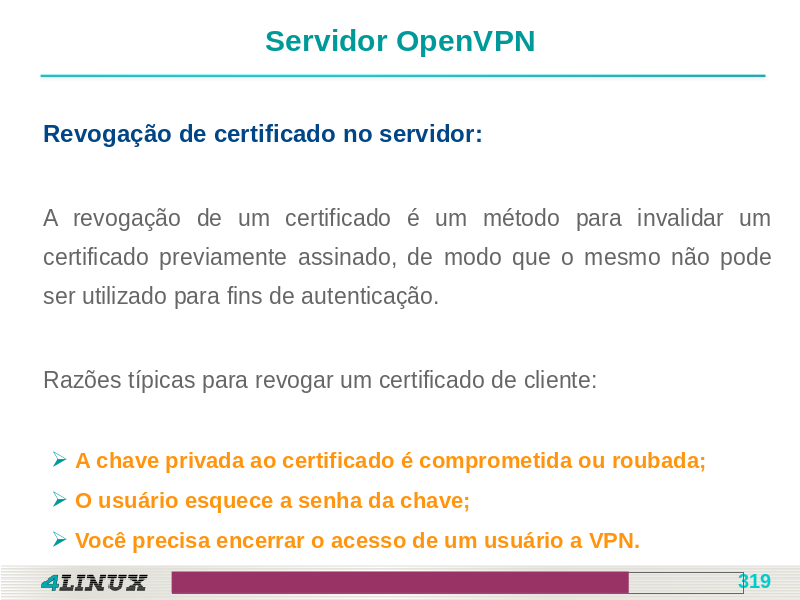 Servidor OpenVPN
Revogação de certificado no servidor:
A revogação de um certificado é um método para invalidar um
certificado previamente assinado, de modo que o mesmo não pode
ser utilizado para fins de autenticação.
Razões típicas para revogar um certificado de cliente:
A chave privada ao certificado é comprometida ou roubada;
O usuário esquece a senha da chave;
Você precisa encerrar o acesso de um usuário a VPN.
4LINUX
319